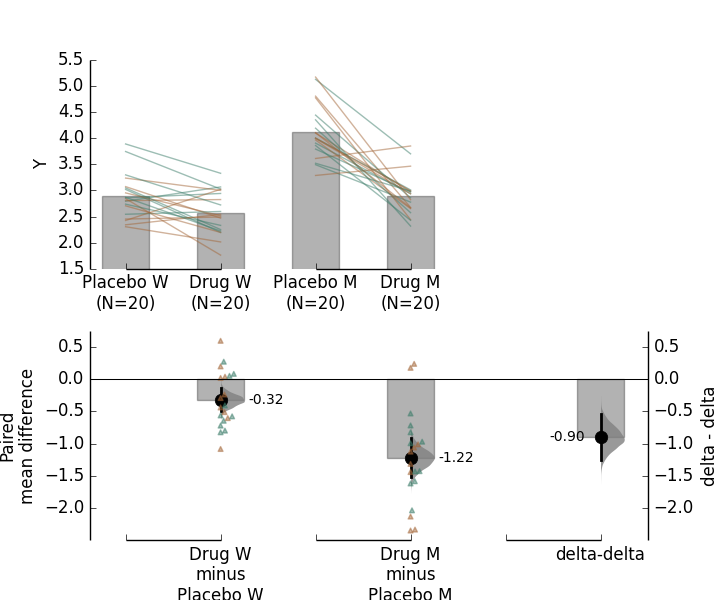 5.5
5.0
4.5
4.0
3.5
3.0
2.5
2.0
1.5
Y
Placebo W
(N=20)
Drug W
(N=20)
Placebo M
(N=20)
Drug M
(N=20)
0.5
0.0
−0.5
−1.0
−1.5
−2.0
Paired
mean difference
-0.32
-1.22
-0.90
0.5
0.0
−0.5
−1.0
−1.5
−2.0
delta - delta
Drug W
minus
Placebo W
Drug M
minus
Placebo M
delta-delta